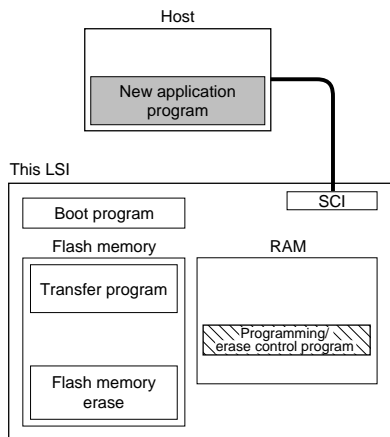 Host
New application
program
This LSI
SCI
Boot program
Flash memory
RAM
Transfer program
Programming/
erase control program
Flash memory
erase